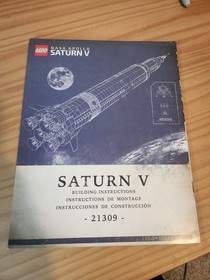 LEGO
NASA APOLLO
SATURN V
SATURN V
BUILDING INSTRUCTIONS
INSTRUCTIONS DE MONTAGE
INSTRUCCIONES DE CONSTRUCCIÓN
- 21309 -